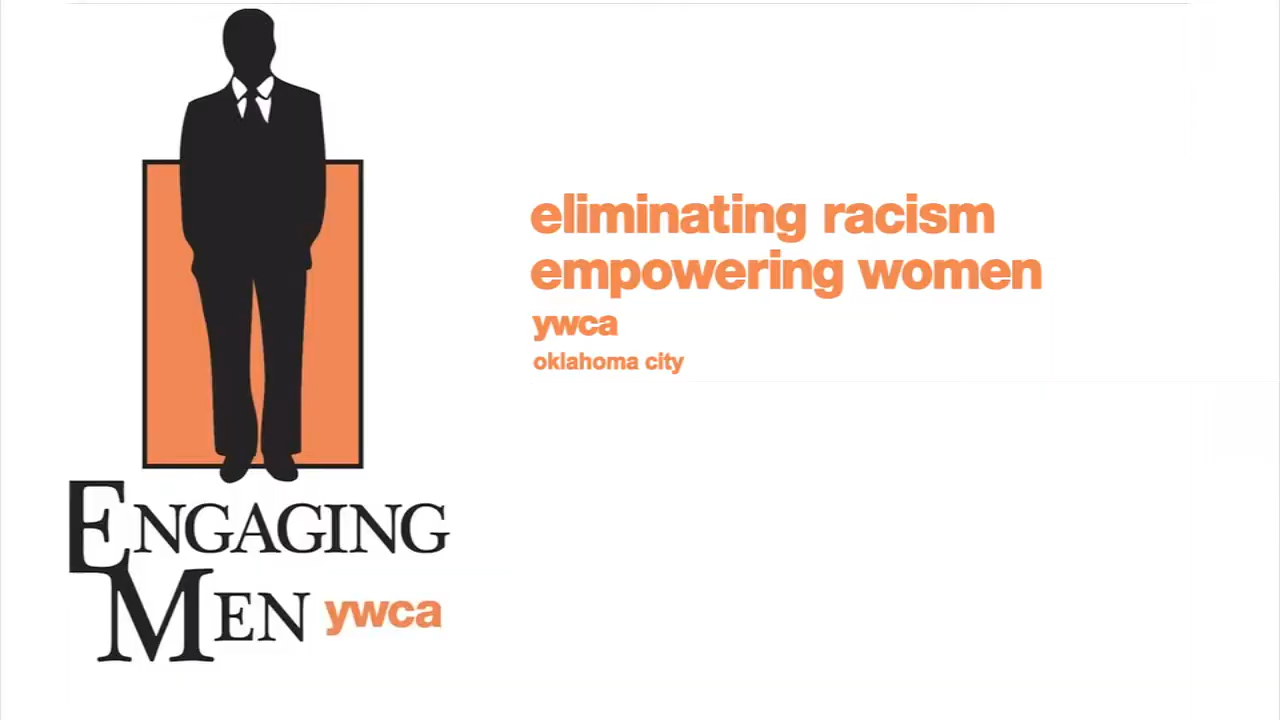 eliminating racism
empowering women
ywca
oklahoma city
ENGAGING
MEN ywca